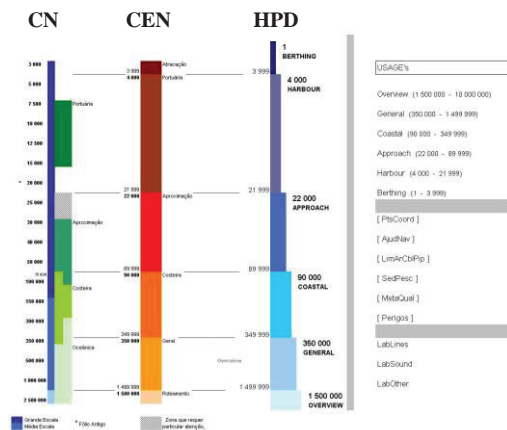 CN
CEN
HPD
3 000
4 000
5 000
7 500
10 000
12 500
15 000
20 000
25 000
30 000
50 000
80 000
100 000
150 000
200 000
350 000
500 000
1 000 000
2 500 000
Portuária
Aproximação
Costeira
Oceânica
Atracação
3 999
4 000
Portuária
21 999
22 000
Aproximação
89 999
90 000
Costeira
349 999
350 000
Geral
1 499 999
1 500 000
Roteamento
1
BERTHING
3 999
4 000
HARBOUR
21 999
22 000
APPROACH
89 999
90 000
COASTAL
349 999
350 000
GENERAL
1 499 999
1 500 000
OVERVIEW
USAGE's
Overview (1 500 000 - 10 000 000)
General (350 000 - 1 499 999)
Coastal (90 000 - 349 999)
Approach (22 000 - 89 999)
Harbour (4 000 - 21 999)
Berthing (1 - 3 999)
[ PtsCoord ]
[ AjudNav ]
[ LimArCblPip ]
[ SedPesc ]
[ MetaQual ]
[ Perigos ]
LabLines
LabSound
LabOther
Grande Escala
Média Escala
* Fólio Antigo
Zona que requer
particular atenção,